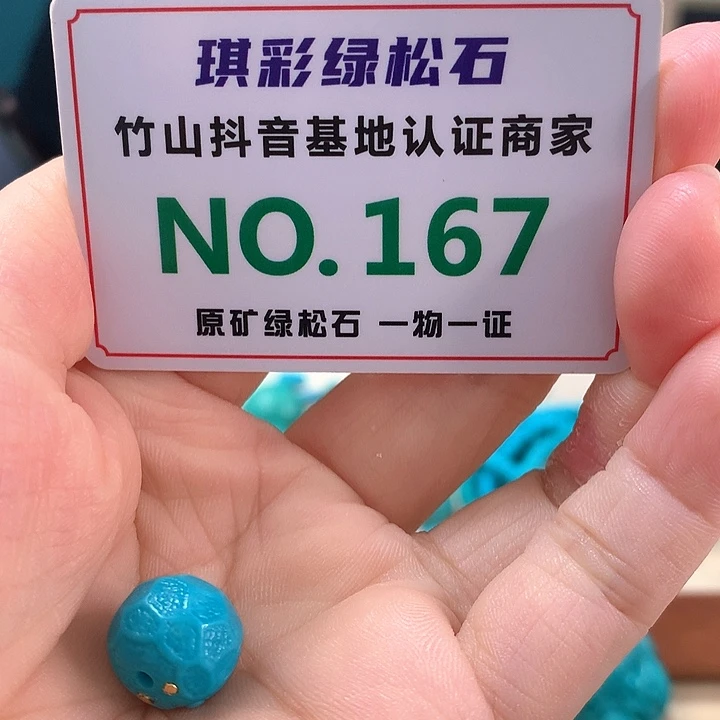 琪彩绿松石
竹山抖音基地认证商家
NO.167
原矿绿松石 一物一证